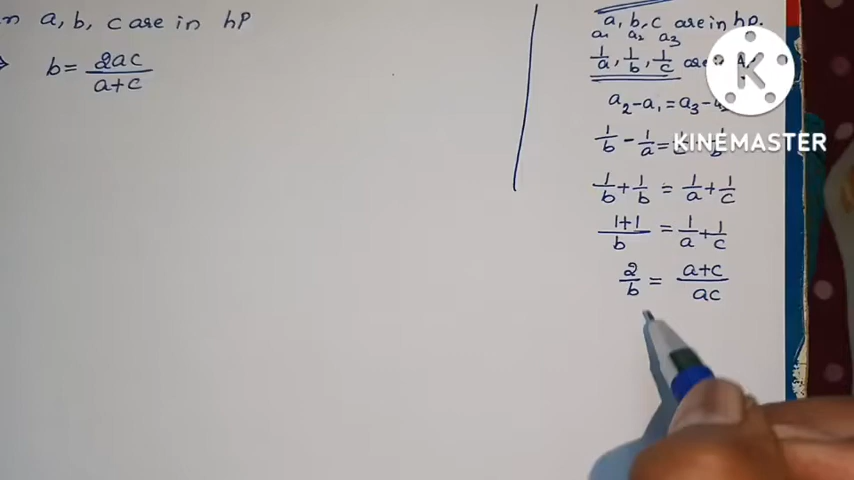 a, b, c are in hp
b = 2ac / a+c
a, b, c are in hp.
a₁ a₂ a₃
1/a, 1/b, 1/c are
a₂ - a₁ = a₃ -
1/b - 1/a =
1/b + 1/b = 1/a + 1/c
1+1 / b = 1/a + 1/c
2/b = a+c / ac
K
KINEMASTER